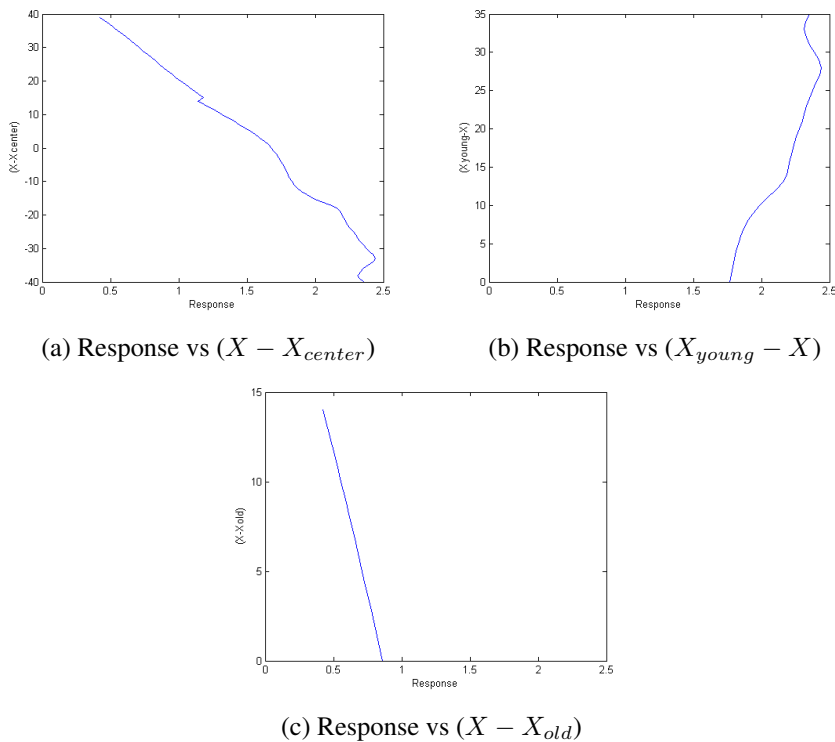 40
30
20
10
0
-10
-20
-30
-40
(X-Xcenter)
0 0.5 1 1.5 2 2.5
Response
35
30
25
20
15
10
5
0
(Xyoung-X)
0 0.5 1 1.5 2 2.5
Response
(a) Response vs (X − X_center)
(b) Response vs (X_young − X)
15
10
5
0
(X-Xold)
0 0.5 1 1.5 2 2.5
Response
(c) Response vs (X − X_old)